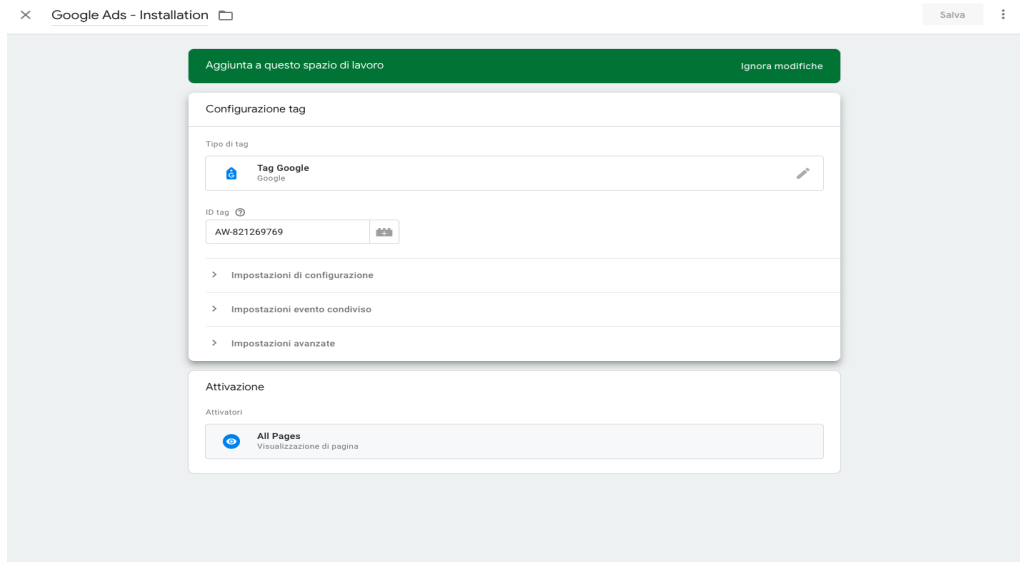 Google Ads - Installation
Salva
Aggiunta a questo spazio di lavoro
Ignora modifiche
Configurazione tag
Tipo di tag
Tag Google
Google
ID tag
AW-821269769
Impostazioni di configurazione
Impostazioni evento condiviso
Impostazioni avanzate
Attivazione
Attivatori
All Pages
Visualizzazione di pagina